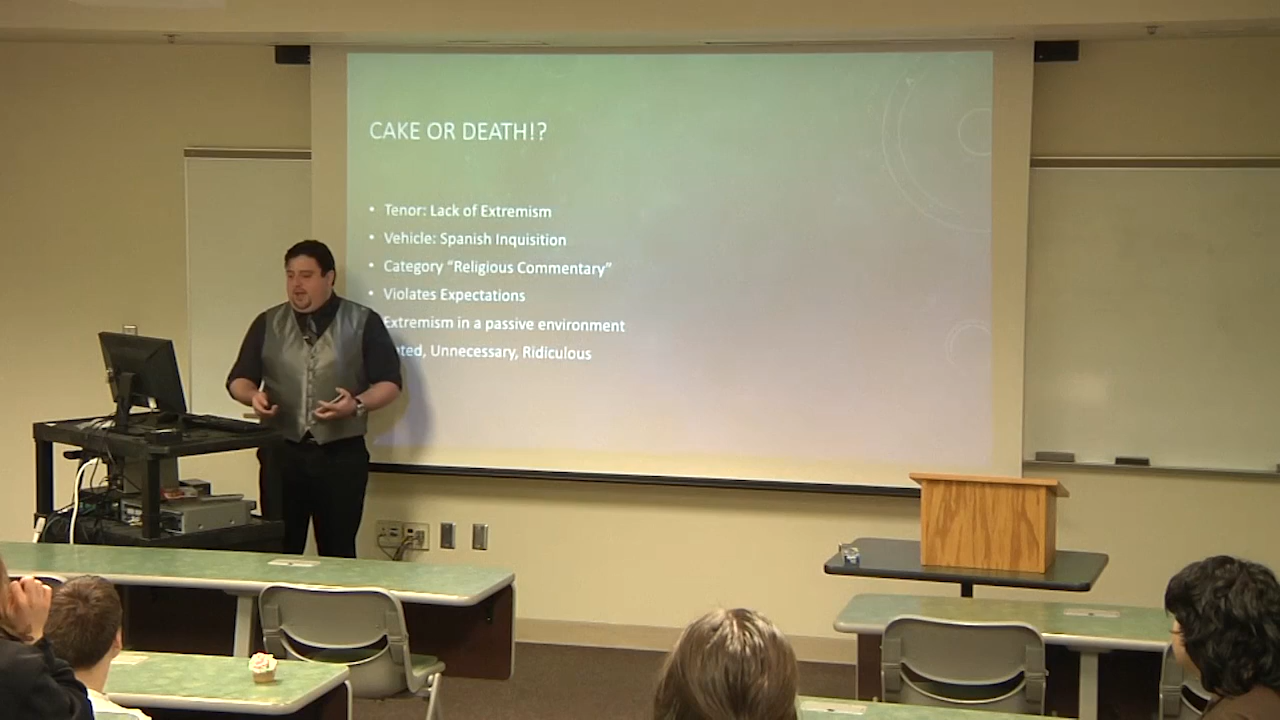 CAKE OR DEATH!?
• Tenor: Lack of Extremism
• Vehicle: Spanish Inquisition
• Category “Religious Commentary”
• Violates Expectations
Extremism in a passive environment
Unnecessary, Ridiculous